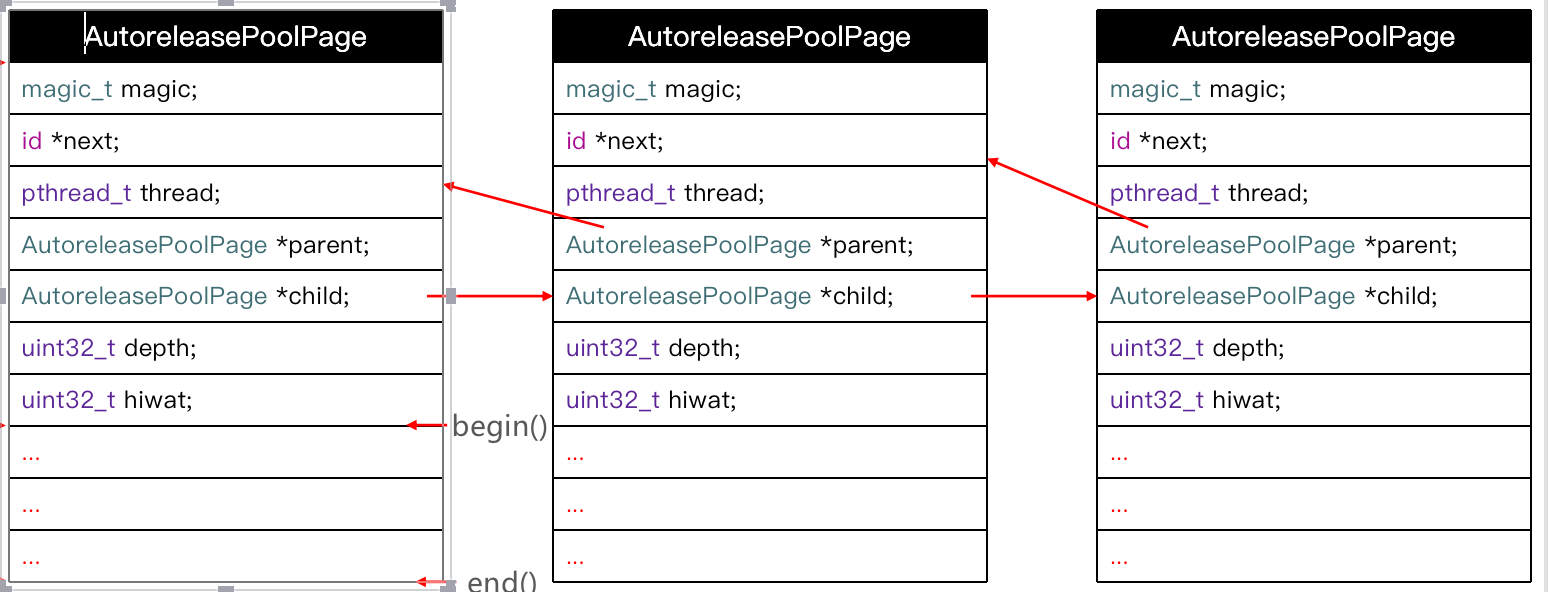 AutoreleasePoolPage
magic_t magic;
id *next;
pthread_t thread;
AutoreleasePoolPage *parent;
AutoreleasePoolPage *child;
uint32_t depth;
uint32_t hiwat;
...
...
...
begin()
end()
AutoreleasePoolPage
magic_t magic;
id *next;
pthread_t thread;
AutoreleasePoolPage *parent;
AutoreleasePoolPage *child;
uint32_t depth;
uint32_t hiwat;
...
...
...
AutoreleasePoolPage
magic_t magic;
id *next;
pthread_t thread;
AutoreleasePoolPage *parent;
AutoreleasePoolPage *child;
uint32_t depth;
uint32_t hiwat;
...
...
...